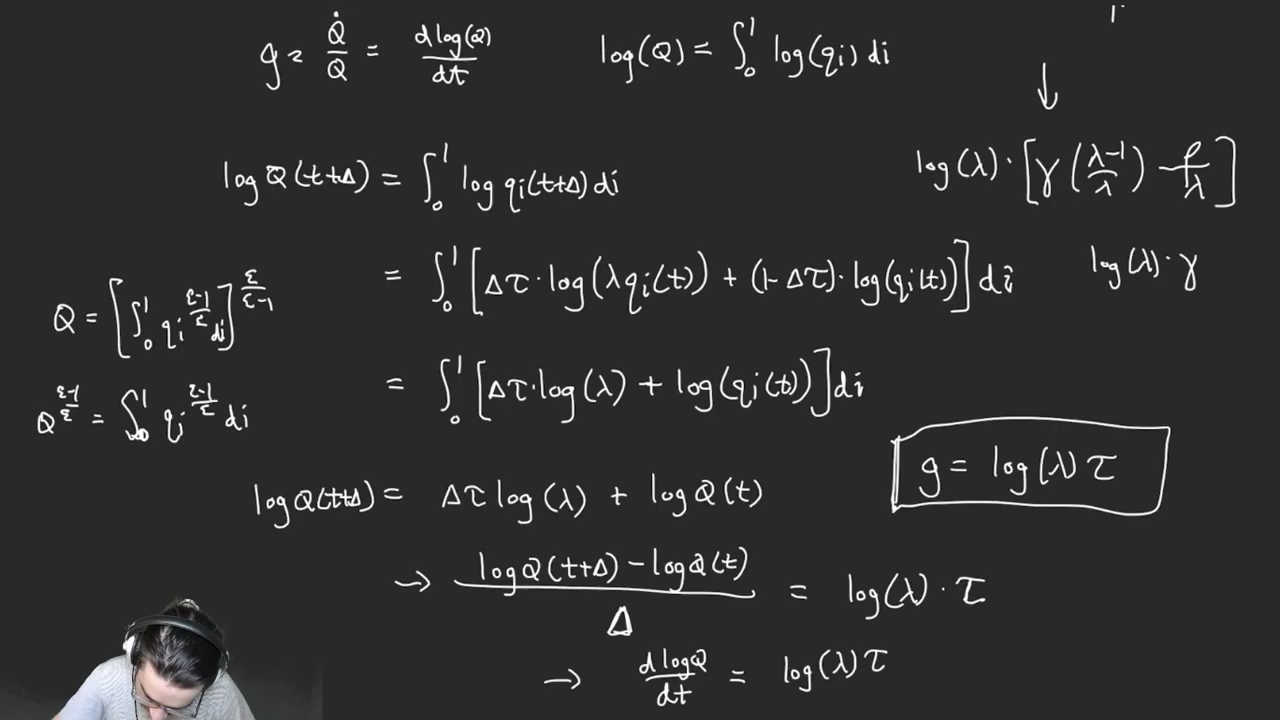 g = Q̇/Q = d log(Q)/dt
log(Q) = ∫₀¹ log(qi) di
↓
log Q(t+Δ) = ∫₀¹ log qi(t+Δ) di
log(λ)·[γ((λ-1)/λ) - ρ/λ]
= ∫₀¹ [Δτ·log(λqi(t)) + (1-Δτ)·log(qi(t))] di
log(λ)·γ
Q = [∫₀¹ qi^((ε-1)/ε) di]^(ε/(ε-1))
= ∫₀¹ [Δτ·log(λ) + log(qi(t))] di
Q^((ε-1)/ε) = ∫₀¹ qi^((ε-1)/ε) di
g = log(λ) τ
log Q(t+Δ) = Δτ log(λ) + log Q(t)
→ (log Q(t+Δ) - log Q(t))/Δ = log(λ)·τ
→ d log Q/dt = log(λ) τ